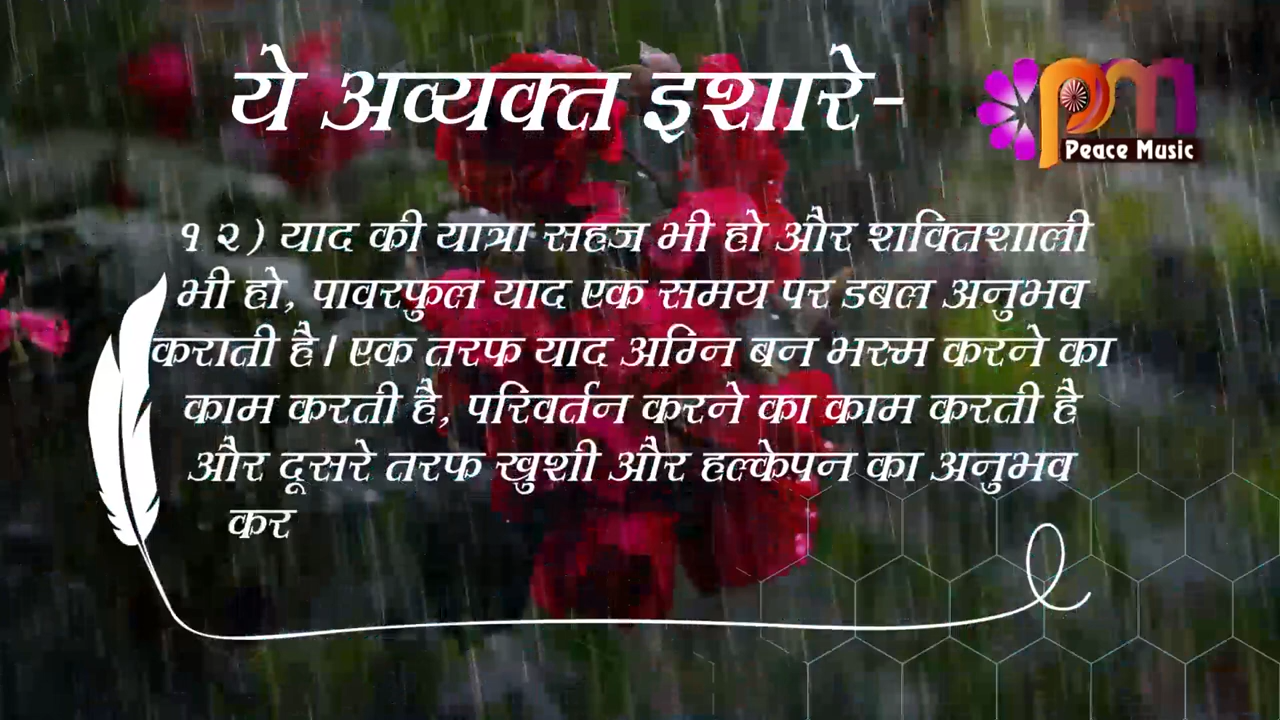 ये अव्यक्त इशारे-
pm
Peace Music
१२) याद की यात्रा सहज भी हो और शक्तिशाली
भी हो, पावरफुल याद एक समय पर डबल अनुभव
कराती है। एक तरफ याद अग्नि बन भस्म करने का
काम करती है, परिवर्तन करने का काम करती है
और दूसरे तरफ खुशी और हल्केपन का अनुभव
कर